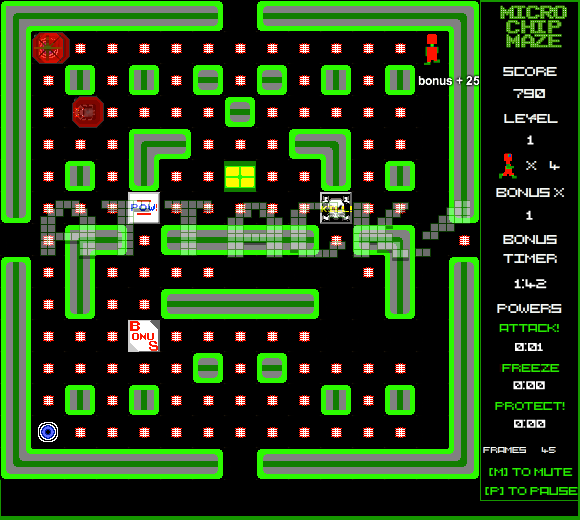 MICRO
CHIP
MAZE
SCORE
790
LEVEL
1
X 4
BONUS X
1
BONUS
TIMER
1:42
POWERS
ATTACK!
0:01
FREEZE
0:00
PROTECT!
0:00
FRAMES 45
[M] TO MUTE
[P] TO PAUSE
bonus + 25
POW!
BONUS